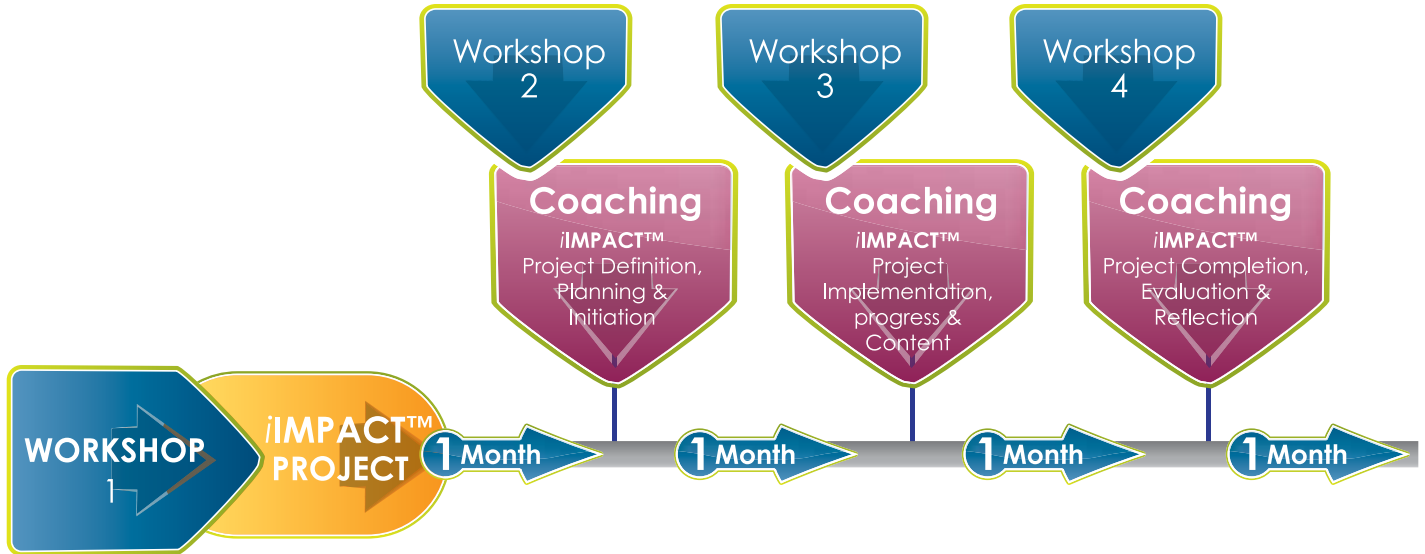 Workshop
2
Workshop
3
Workshop
4
Coaching
iIMPACT™
Project Definition,
Planning &
Initiation
Coaching
iIMPACT™
Project
Implementation,
progress &
Content
Coaching
iIMPACT™
Project Completion,
Evaluation &
Reflection
WORKSHOP
1
iIMPACT™
PROJECT
1 Month
1 Month
1 Month
1 Month